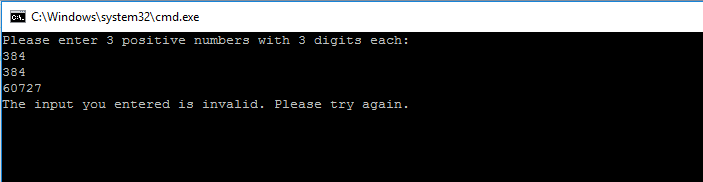 C:\Windows\system32\cmd.exe
Please enter 3 positive numbers with 3 digits each:
384
384
60727
The input you entered is invalid. Please try again.